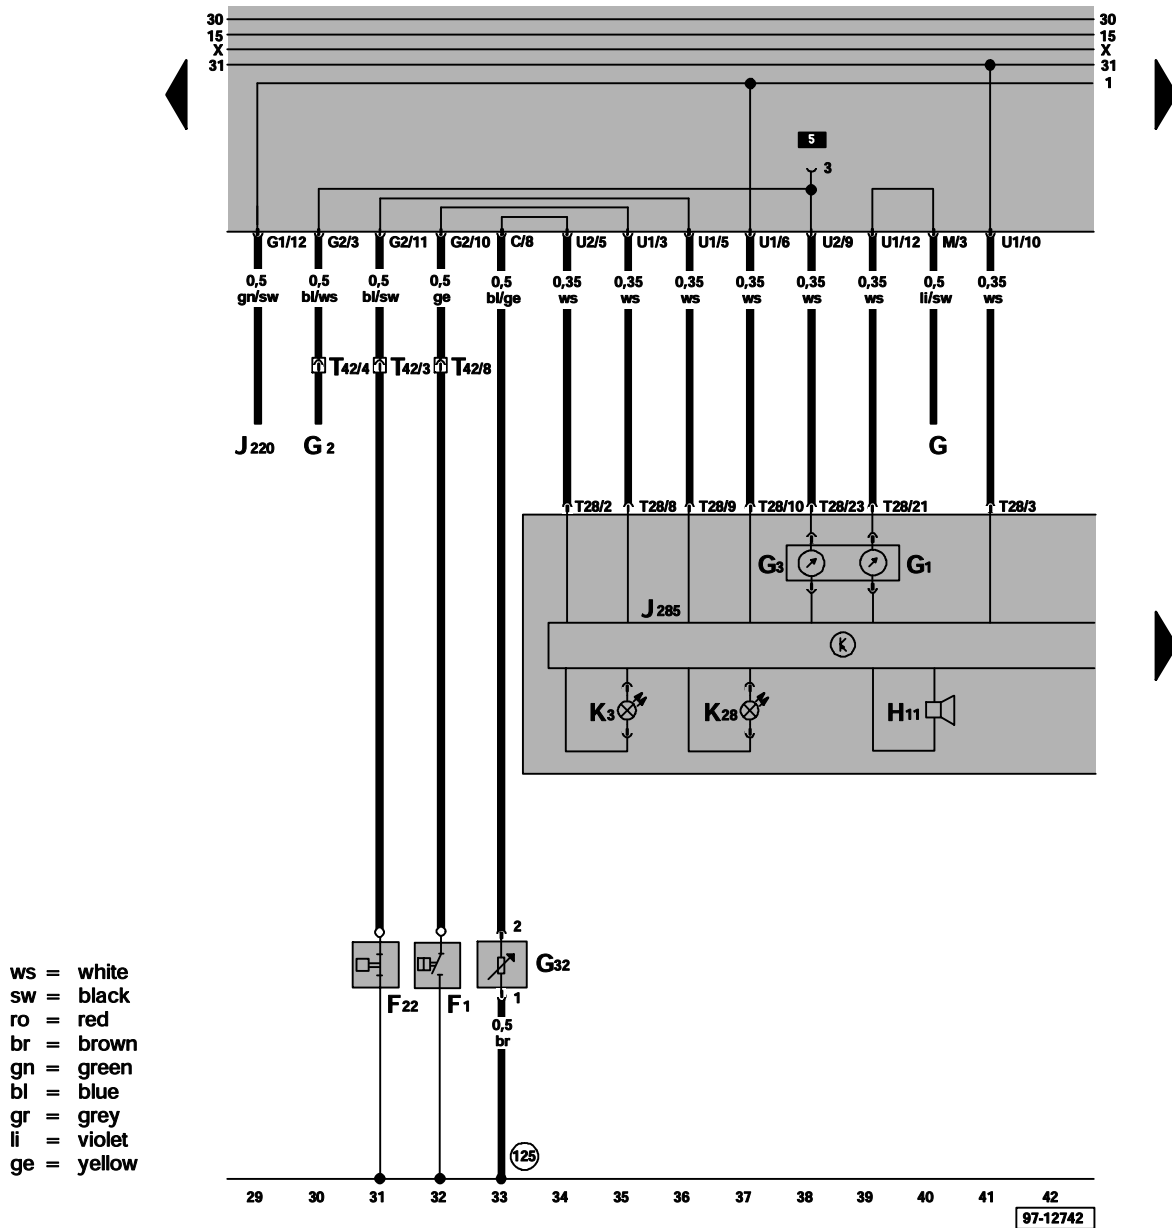 30 30
15 15
X X
31 31
1
5
3
G1/12 G2/3 G2/11 G2/10 C/8 U2/5 U1/3 U1/5 U1/6 U2/9 U1/12 M/3 U1/10
0,5 0,5 0,5 0,5 0,5 0,35 0,35 0,35 0,35 0,35 0,35 0,5 0,35
gn/sw bl/ws bl/sw ge bl/ge ws ws ws ws ws ws li/sw ws
T42/4 T42/3 T42/8
J220 G2 G
T28/2 T28/8 T28/9 T28/10 T28/23 T28/21 T28/3
G3 G1
J285
K
K3 K28 H11
2
G32
F22 F1 1
0,5
br
ws = white
sw = black
ro = red
br = brown
gn = green
bl = blue
gr = grey
li = violet
ge = yellow
125
29 30 31 32 33 34 35 36 37 38 39 40 41 42
97-12742